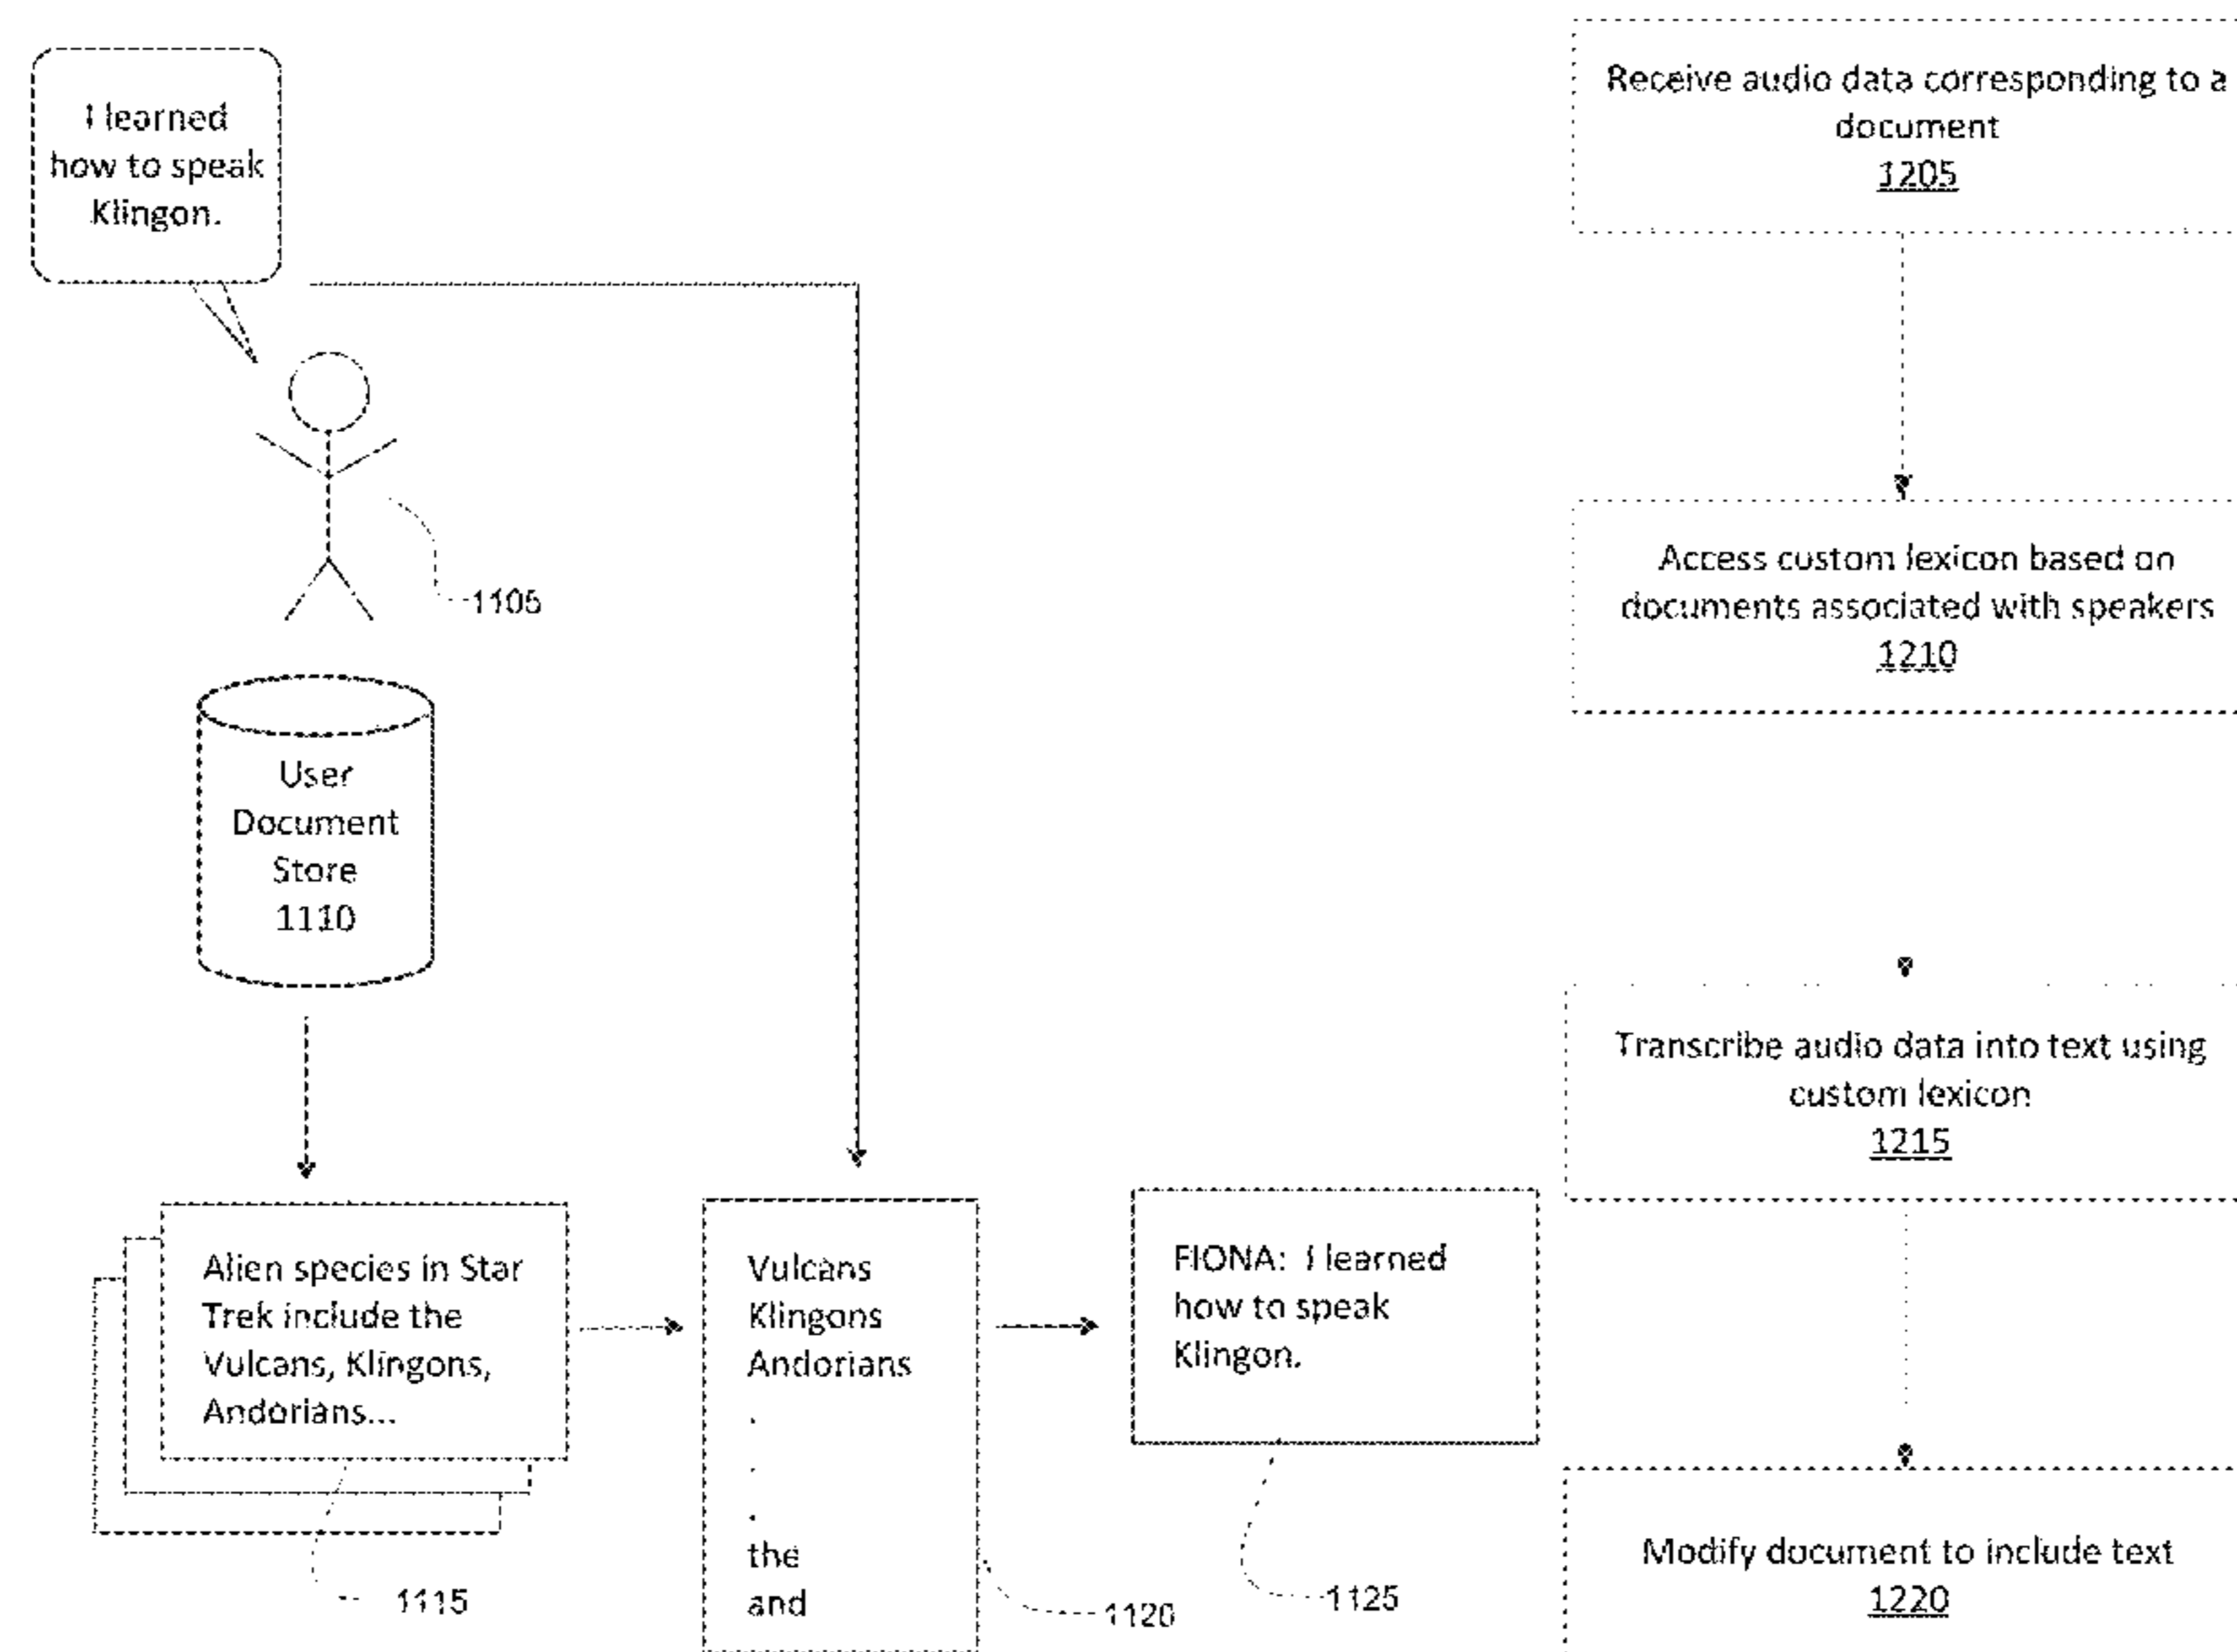 I learned
how to speak
Klingon.
1105
User
Document
Store
1110
Alien species in Star
Trek include the
Vulcans, Klingons,
Andorians...
1115
Vulcans
Klingons
Andorians
.
.
.
the
and
1120
FIONA: I learned
how to speak
Klingon.
1125
Receive audio data corresponding to a
document
1205
Access custom lexicon based on
documents associated with speakers
1210
Transcribe audio data into text using
custom lexicon
1215
Modify document to include text
1220